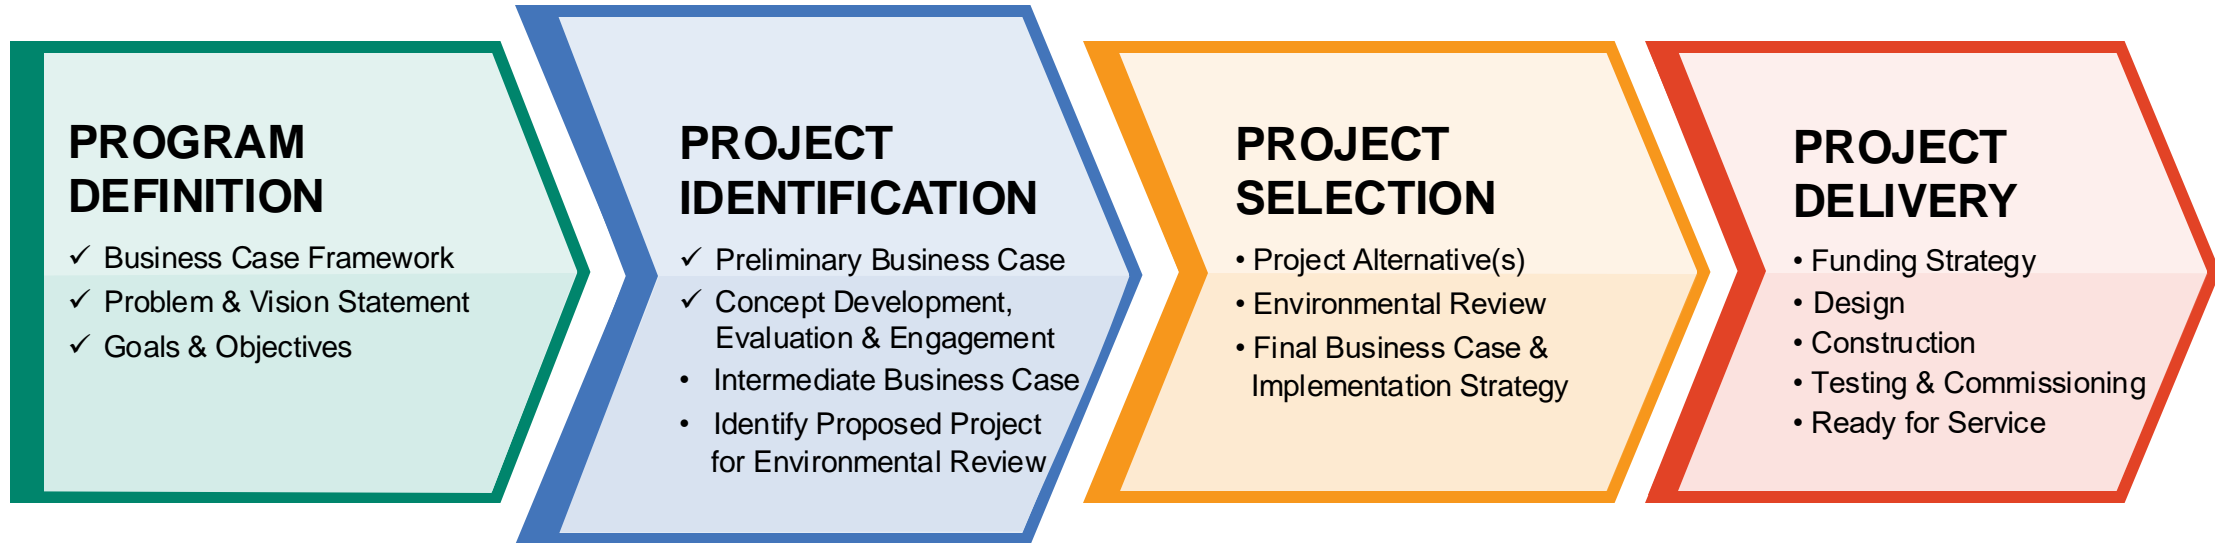 PROGRAM
DEFINITION
✓ Business Case Framework
✓ Problem & Vision Statement
✓ Goals & Objectives
PROJECT
IDENTIFICATION
✓ Preliminary Business Case
✓ Concept Development,
Evaluation & Engagement
• Intermediate Business Case
• Identify Proposed Project
for Environmental Review
PROJECT
SELECTION
• Project Alternative(s)
• Environmental Review
• Final Business Case &
Implementation Strategy
PROJECT
DELIVERY
• Funding Strategy
• Design
• Construction
• Testing & Commissioning
• Ready for Service